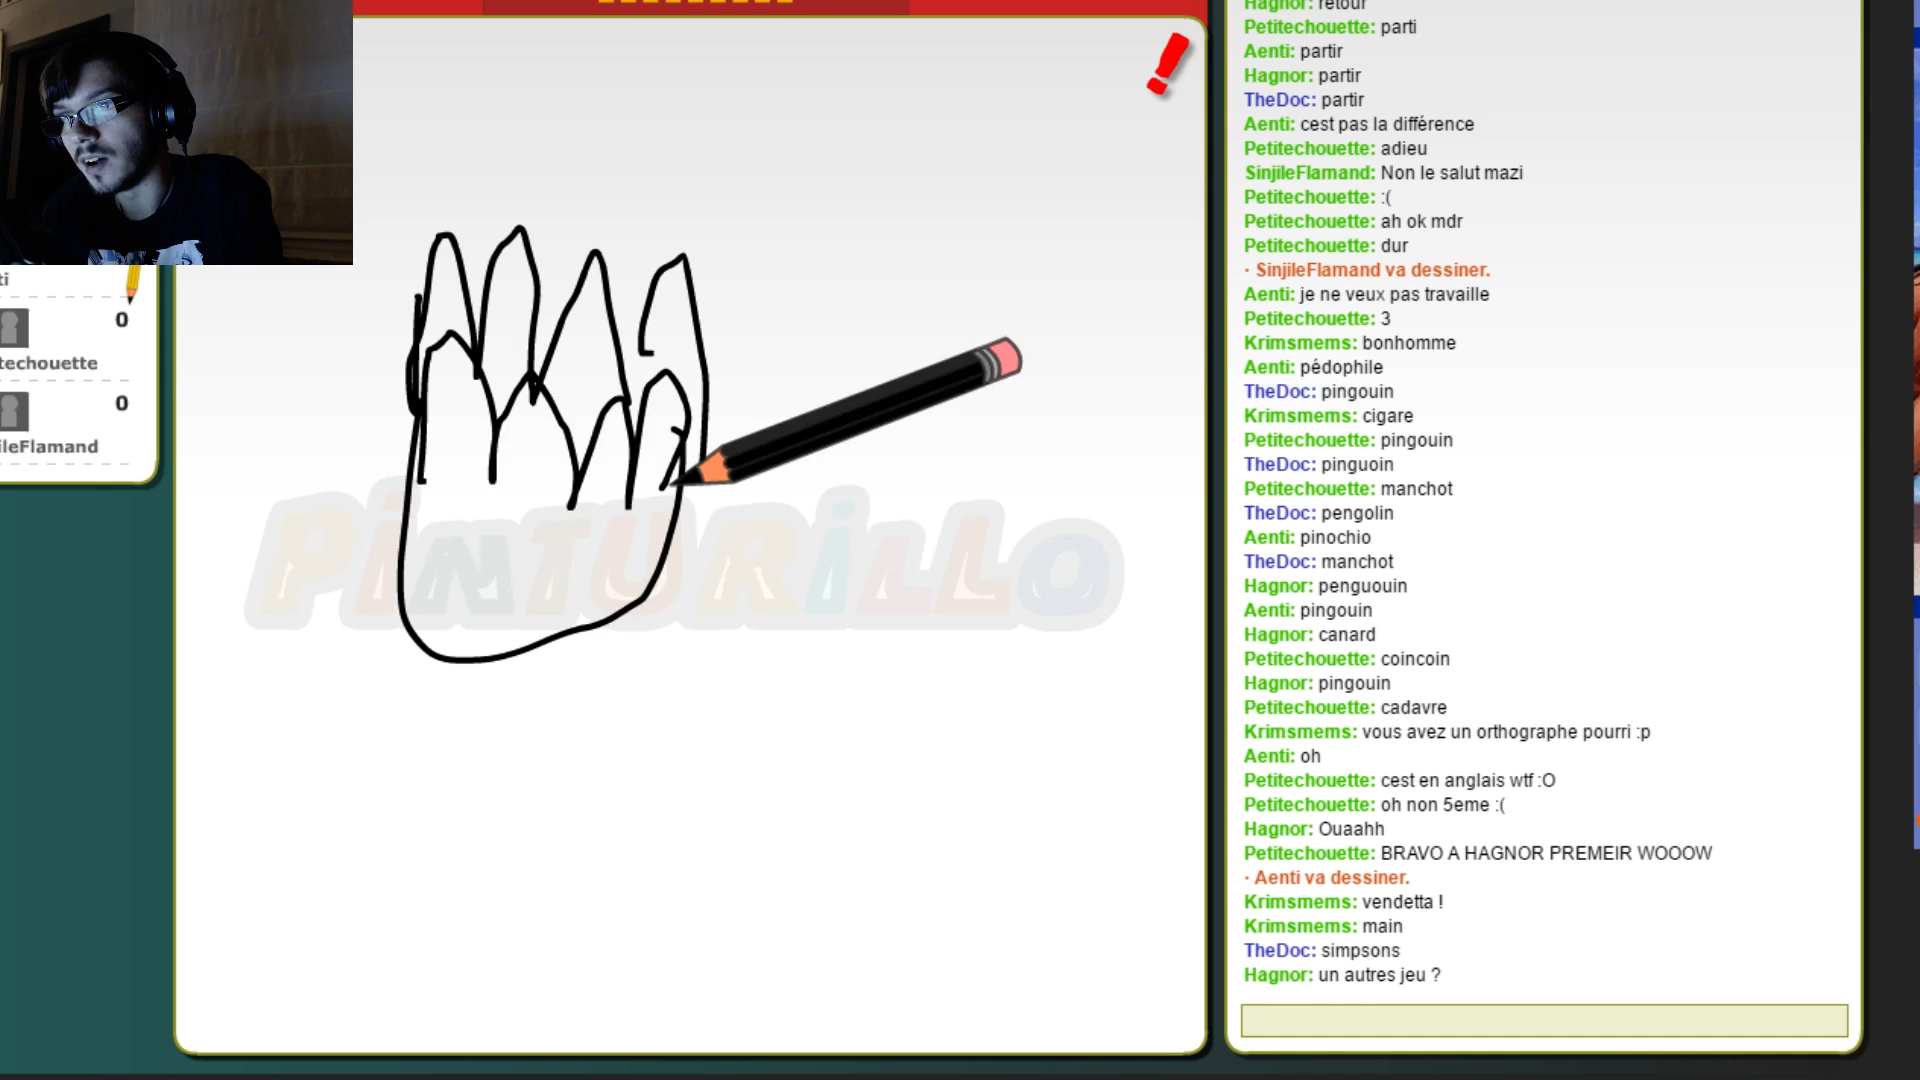 Hagnor: retour
Petitechouette: parti
Aenti: partir
Hagnor: partir
TheDoc: partir
Aenti: cest pas la différence
Petitechouette: adieu
SinjileFlamand: Non le salut mazi
Petitechouette: :(
Petitechouette: ah ok mdr
Petitechouette: dur
· SinjileFlamand va dessiner.
Aenti: je ne veux pas travaille
Petitechouette: 3
Krimsmems: bonhomme
Aenti: pédophile
TheDoc: pingouin
Krimsmems: cigare
Petitechouette: pingouin
TheDoc: pinguoin
Petitechouette: manchot
TheDoc: pengolin
Aenti: pinochio
TheDoc: manchot
Hagnor: penguouin
Aenti: pingouin
Hagnor: canard
Petitechouette: coincoin
Hagnor: pingouin
Petitechouette: cadavre
Krimsmems: vous avez un orthographe pourri :p
Aenti: oh
Petitechouette: cest en anglais wtf :O
Petitechouette: oh non 5eme :(
Hagnor: Ouaahh
Petitechouette: BRAVO A HAGNOR PREMEIR WOOOW
· Aenti va dessiner.
Krimsmems: vendetta !
Krimsmems: main
TheDoc: simpsons
Hagnor: un autres jeu ?
ti
0
techouette
0
ileFlamand
PiNTURiLLO
!